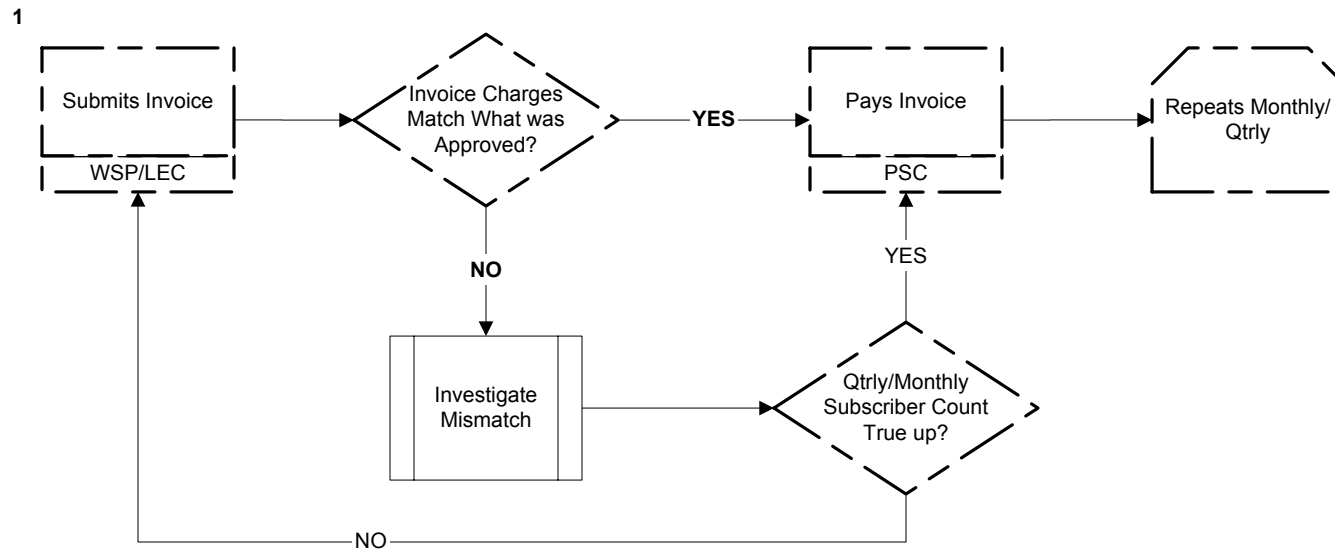 1
Submits Invoice
WSP/LEC
Invoice Charges
Match What was
Approved?
YES
Pays Invoice
PSC
Repeats Monthly/
Qtrly
NO
YES
Investigate
Mismatch
Qtrly/Monthly
Subscriber Count
True up?
NO